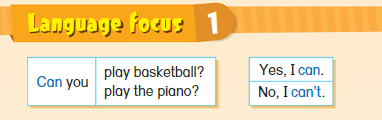 Language focus 1
Can you
play basketball?
play the piano?
Yes, I can.
No, I can't.